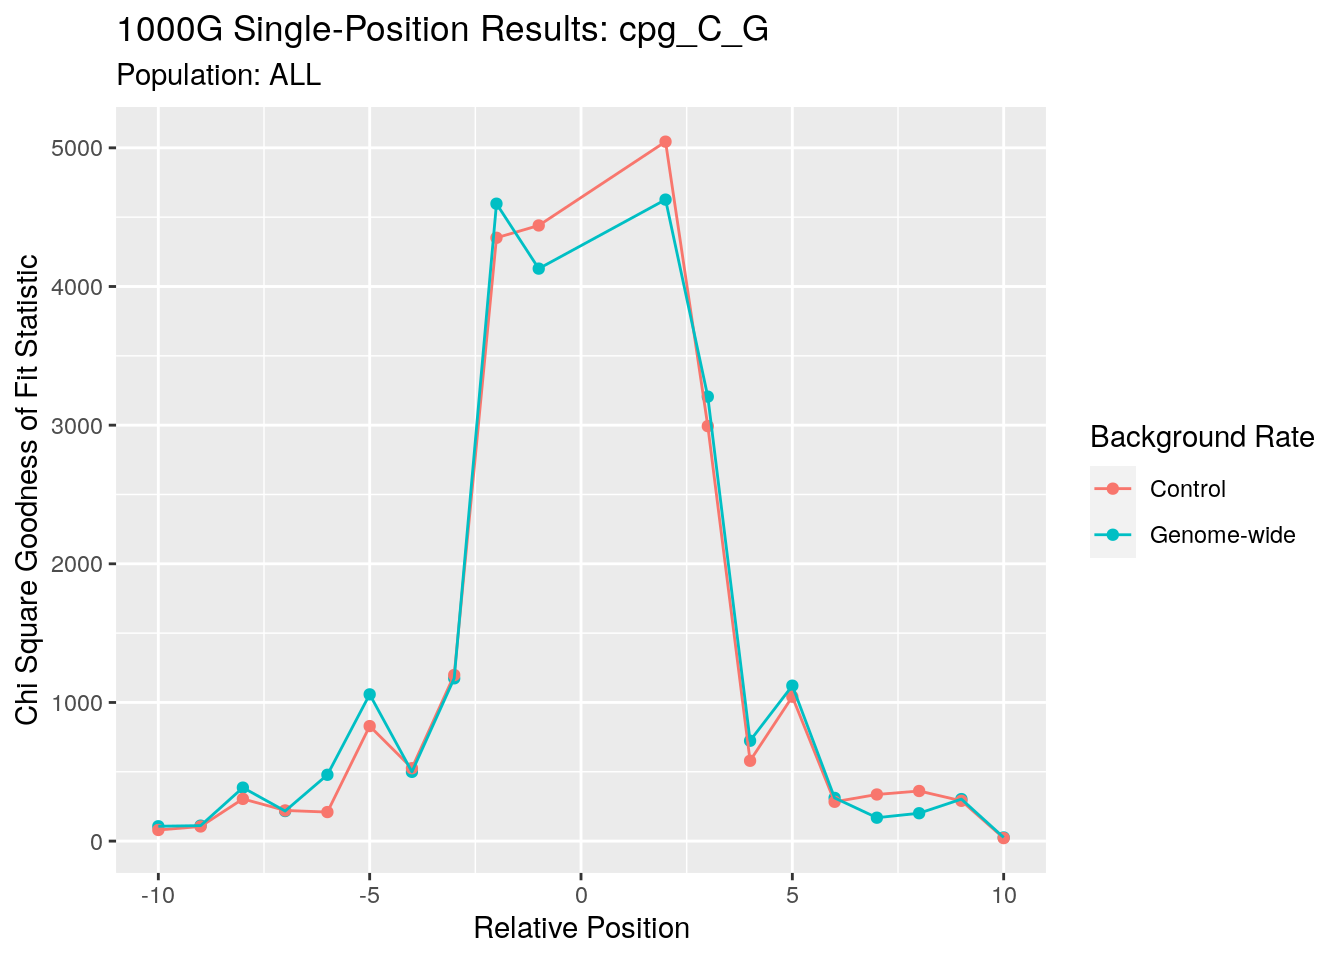 1000G Single-Position Results: cpg_C_G
Population: ALL
Chi Square Goodness of Fit Statistic
5000
4000
3000
2000
1000
0
-10
-5
0
5
10
Relative Position
Background Rate
Control
Genome-wide